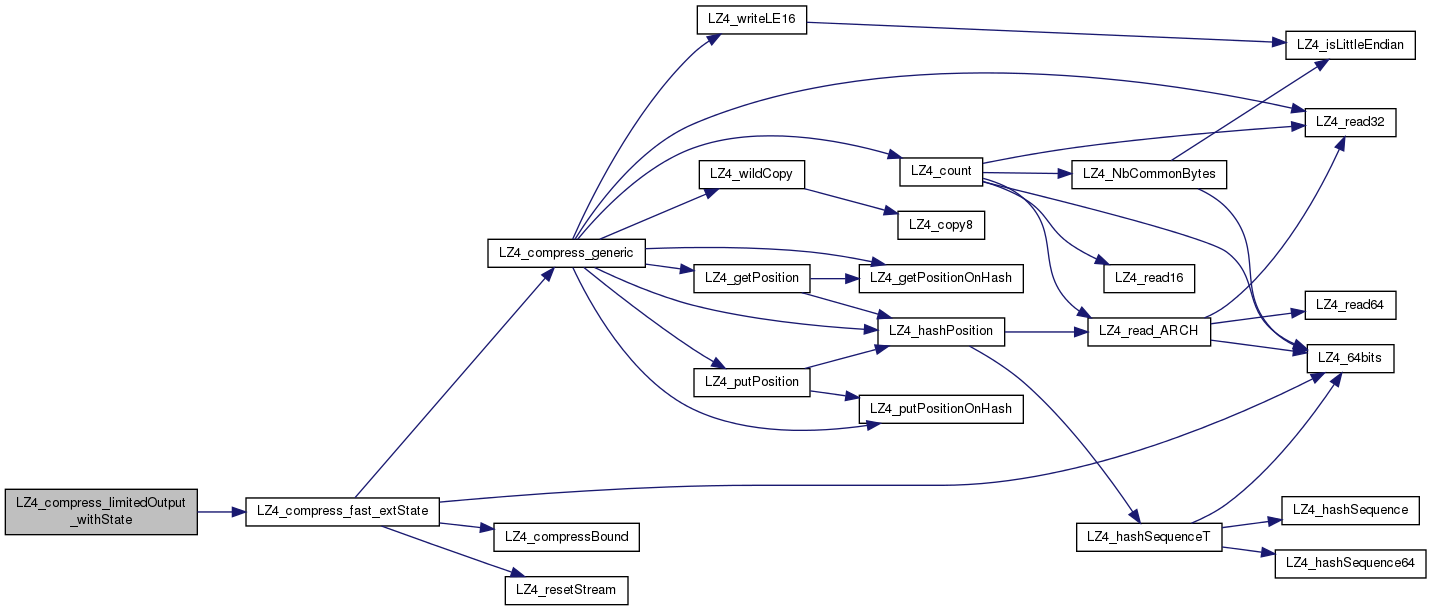 LZ4_writeLE16
LZ4_isLittleEndian
LZ4_read32
LZ4_count
LZ4_NbCommonBytes
LZ4_wildCopy
LZ4_copy8
LZ4_compress_generic
LZ4_getPosition
LZ4_getPositionOnHash
LZ4_read16
LZ4_read64
LZ4_hashPosition
LZ4_read_ARCH
LZ4_64bits
LZ4_putPosition
LZ4_putPositionOnHash
LZ4_compress_limitedOutput
_withState
LZ4_compress_fast_extState
LZ4_hashSequence
LZ4_compressBound
LZ4_hashSequenceT
LZ4_hashSequence64
LZ4_resetStream